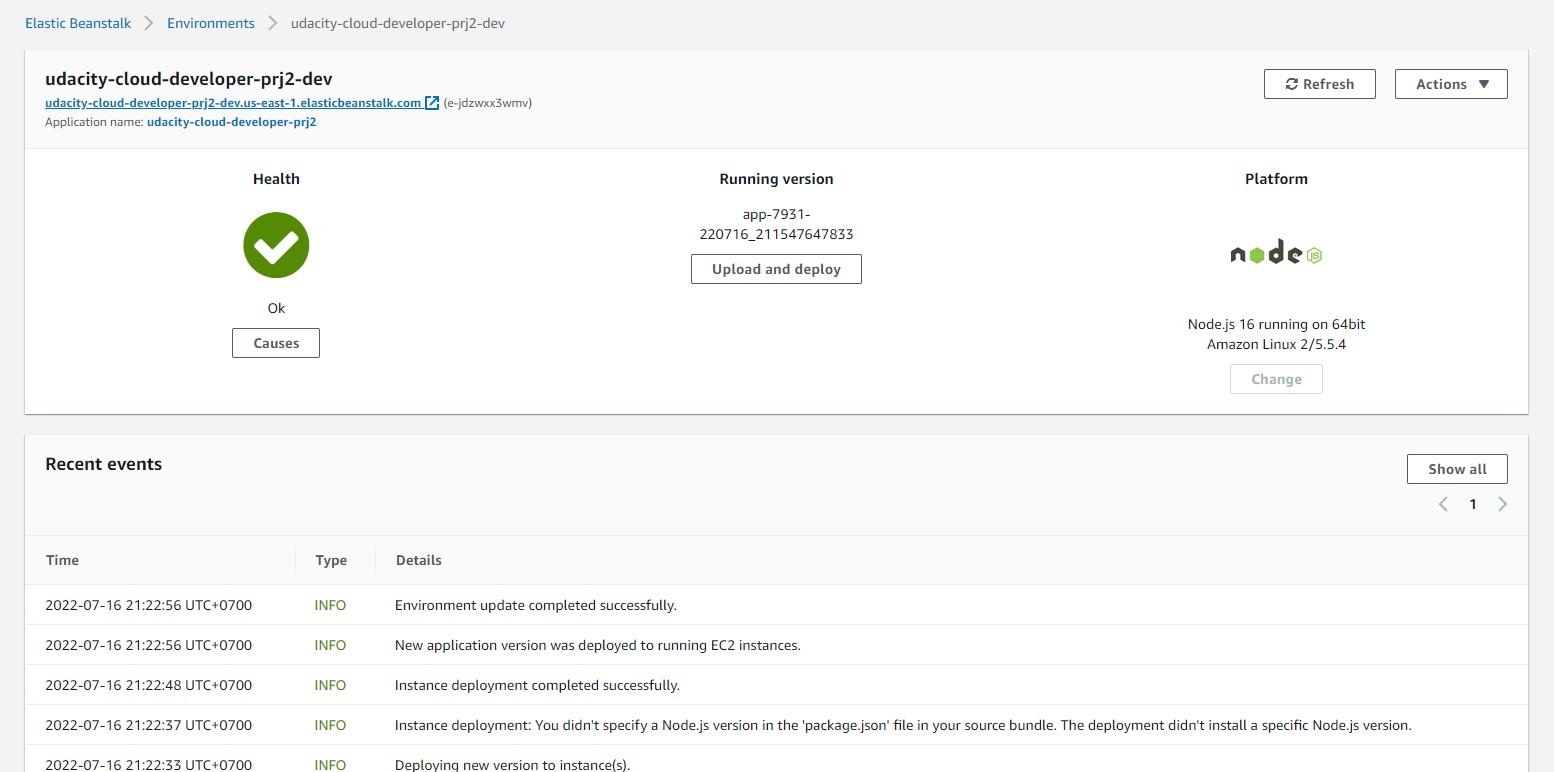 Elastic Beanstalk > Environments > udacity-cloud-developer-prj2-dev
udacity-cloud-developer-prj2-dev
Refresh
Actions
udacity-cloud-developer-prj2-dev.us-east-1.elasticbeanstalk.com (e-jdzwxx3wmv)
Application name: udacity-cloud-developer-prj2
Health
Ok
Causes
Running version
app-7931-
220716_211547647833
Upload and deploy
Platform
node JS
Node.js 16 running on 64bit
Amazon Linux 2/5.5.4
Change
Recent events
Show all
1
Time Type Details
2022-07-16 21:22:56 UTC+0700 INFO Environment update completed successfully.
2022-07-16 21:22:56 UTC+0700 INFO New application version was deployed to running EC2 instances.
2022-07-16 21:22:48 UTC+0700 INFO Instance deployment completed successfully.
2022-07-16 21:22:37 UTC+0700 INFO Instance deployment: You didn't specify a Node.js version in the 'package.json' file in your source bundle. The deployment didn't install a specific Node.js version.
2022-07-16 21:22:33 UTC+0700 INFO Deploying new version to instance(s).